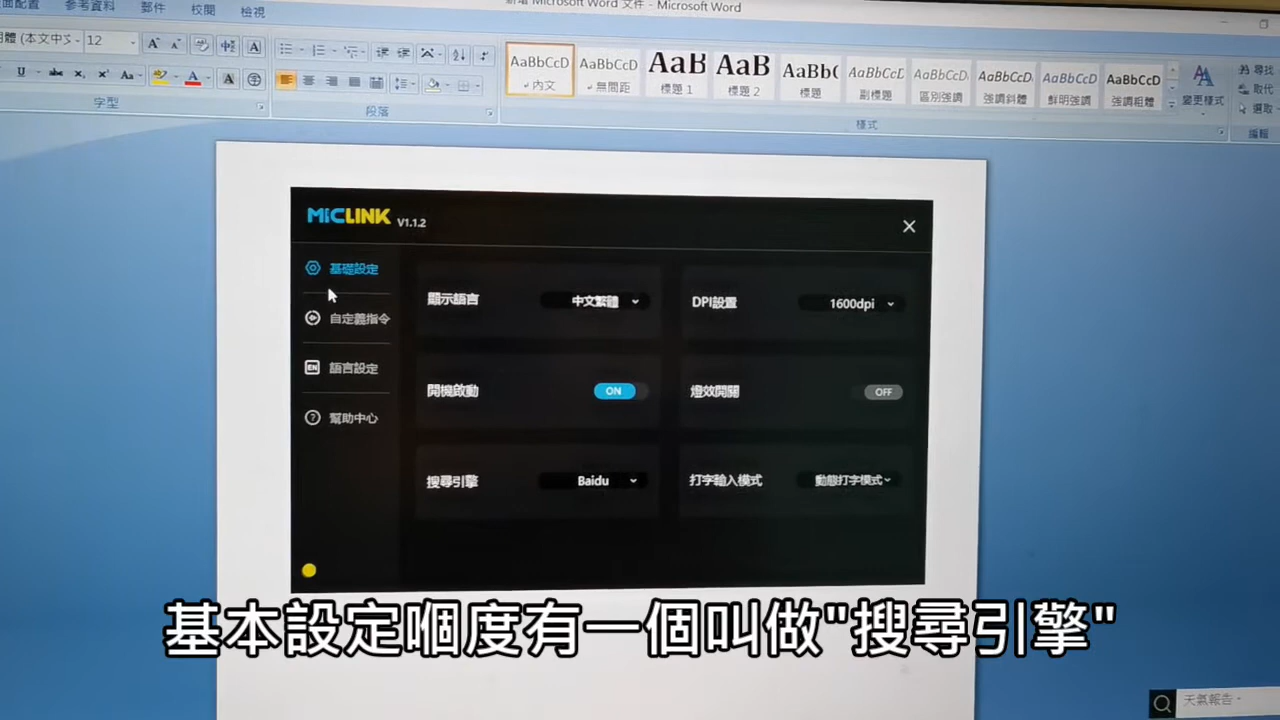 新增 Microsoft Word 文件 - Microsoft Word
參考資料 郵件 校閱 檢視
12
字型 段落 樣式 編輯
AaBbCcD AaBbCcD AaBb AaBB AaBb AaBbCcD AaBbCcD AaBbCcD AaBbCcD AaBbCcD
內文 無間距 標題 1 標題 2 標題 副標題 區別強調 強調斜體 鮮明強調 強調粗體
變更樣式
尋找
取代
選取
MiCLINK V1.1.2
基礎設定
自定義指令
語言設定
幫助中心
顯示語言 中文繁體 DPI設置 1600dpi
開機啟動 ON 燈效開關 OFF
搜尋引擎 Baidu 打字輸入模式 動態打字模式
基本設定嗰度有一個叫做"搜尋引擎"
天氣報告